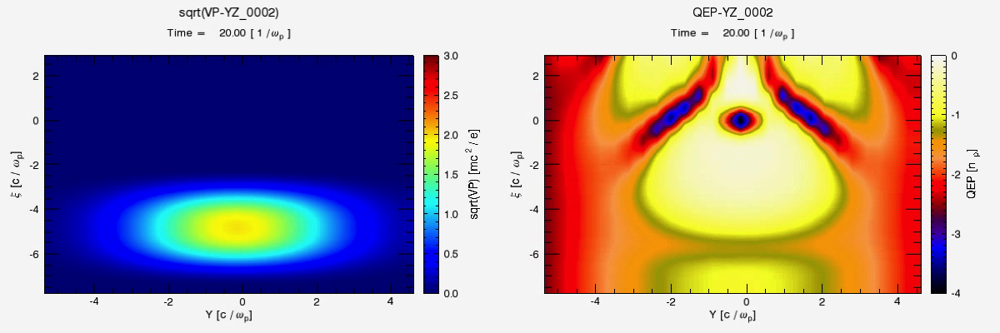 sqrt(VP-YZ_0002)
Time = 20.00 [ 1 / ωp ]
2
0
-2
-4
-6
ξ [c / ωp]
-4 -2 0 2 4
Y [c / ωp]
3.0
2.5
2.0
1.5
1.0
0.5
0.0
sqrt(VP) [mc 2 / e]
QEP-YZ_0002
Time = 20.00 [ 1 / ωp ]
2
0
-2
-4
-6
ξ [c / ωp]
-4 -2 0 2 4
Y [c / ωp]
0
-1
-2
-3
-4
QEP [n p]